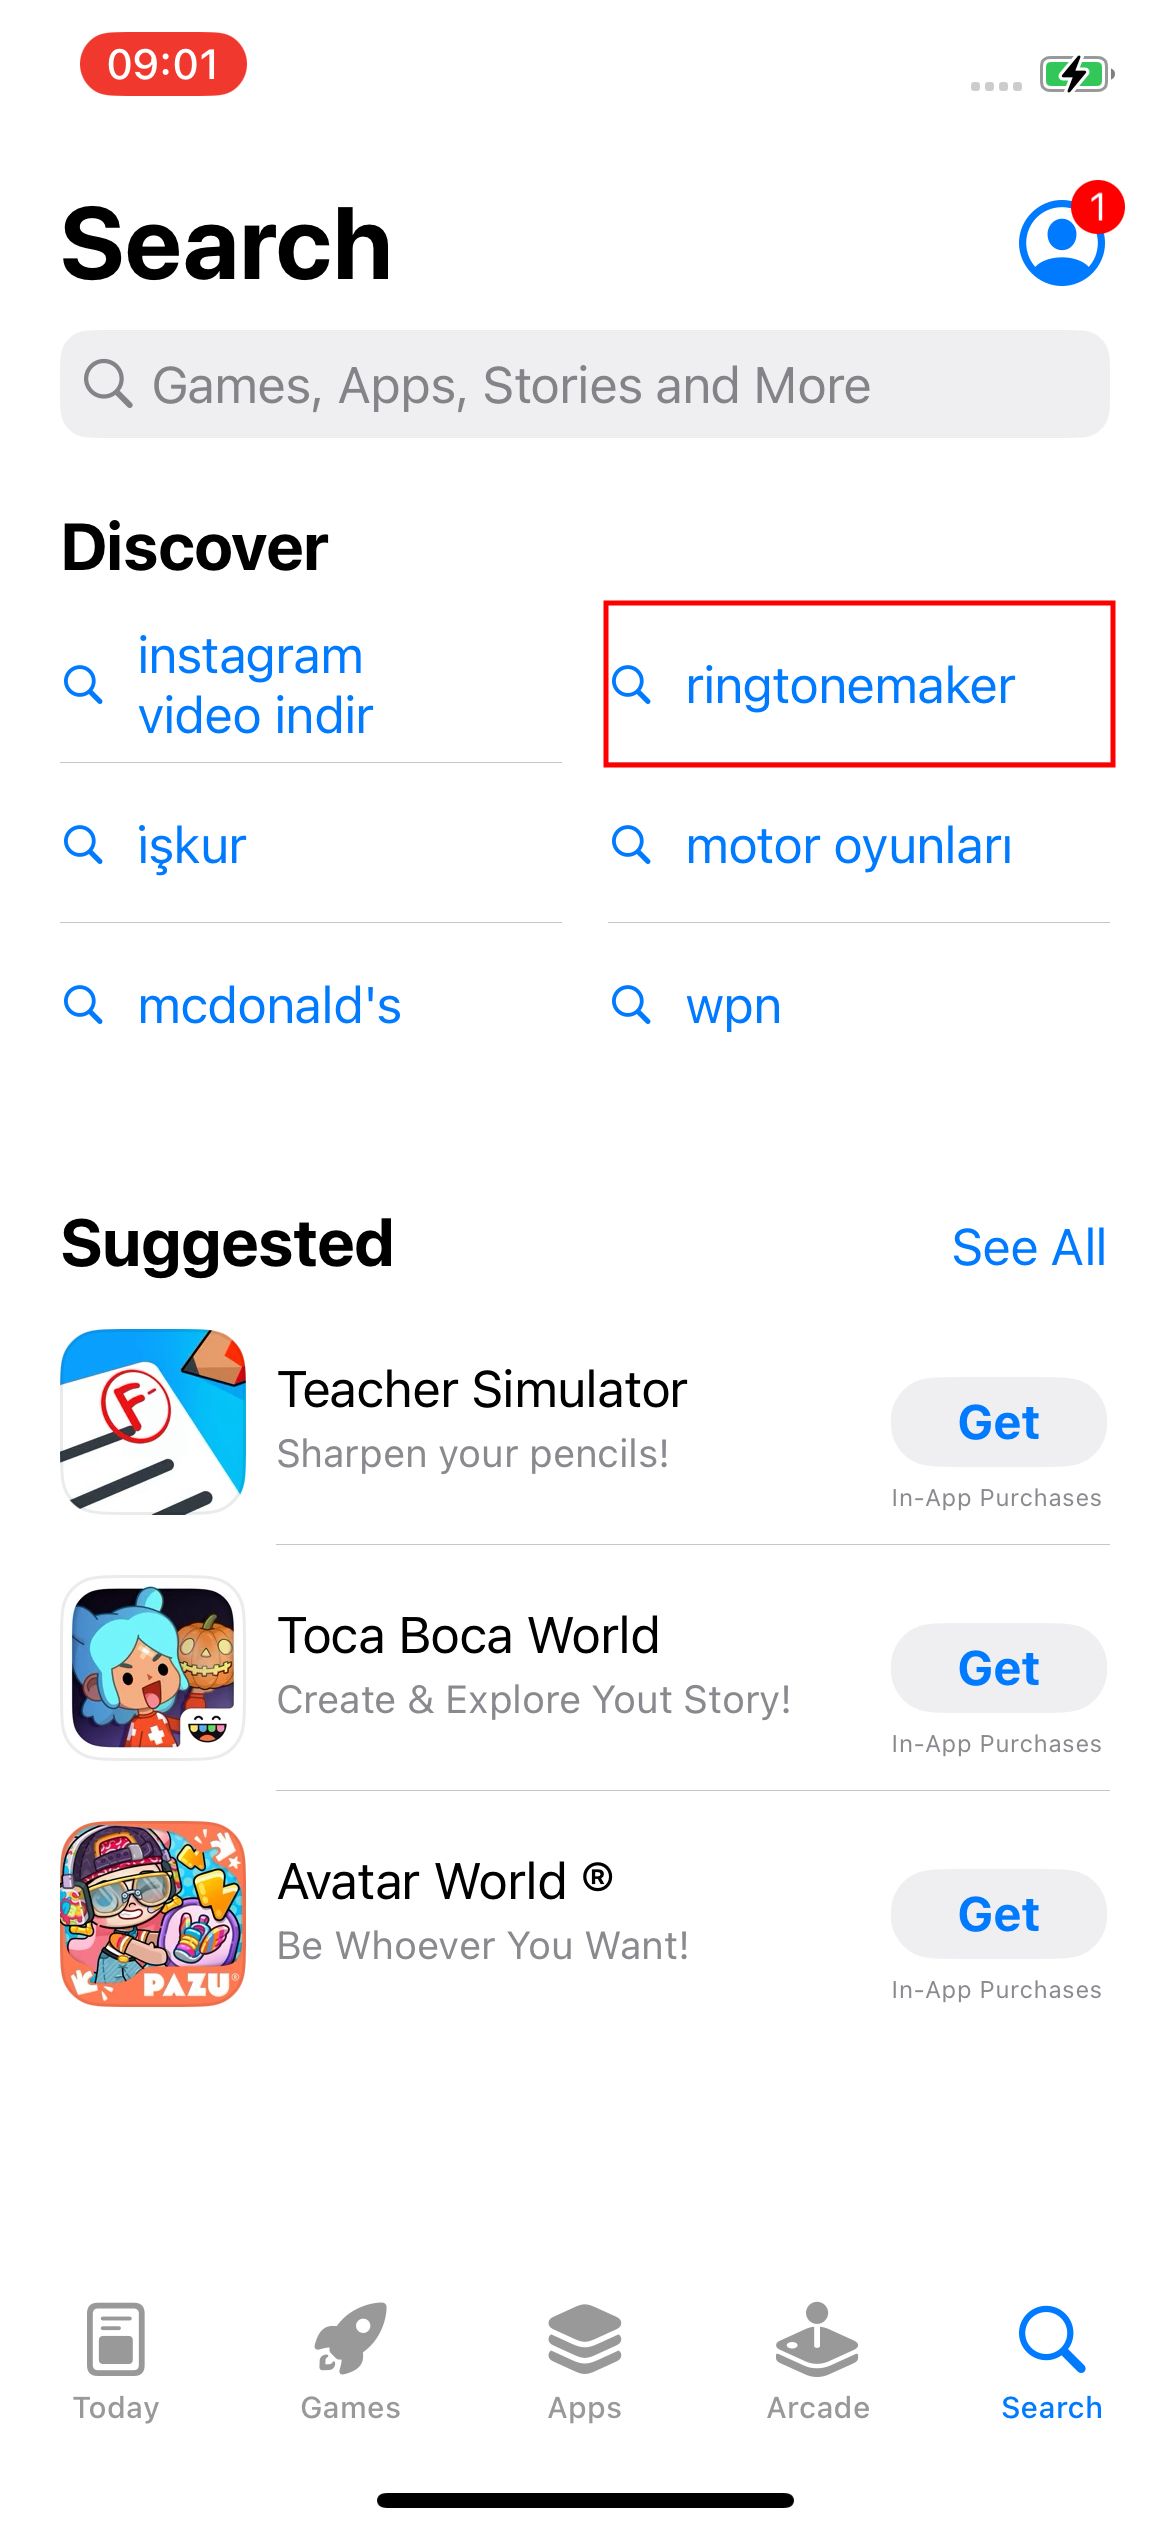 09:01
Search
1
Games, Apps, Stories and More
Discover
instagram
video indir
ringtonemaker
işkur
motor oyunları
mcdonald's
wpn
Suggested
See All
F-
Teacher Simulator
Sharpen your pencils!
Get
In-App Purchases
Toca Boca World
Create & Explore Yout Story!
Get
In-App Purchases
PAZU®
Avatar World ®
Be Whoever You Want!
Get
In-App Purchases
Today
Games
Apps
Arcade
Search